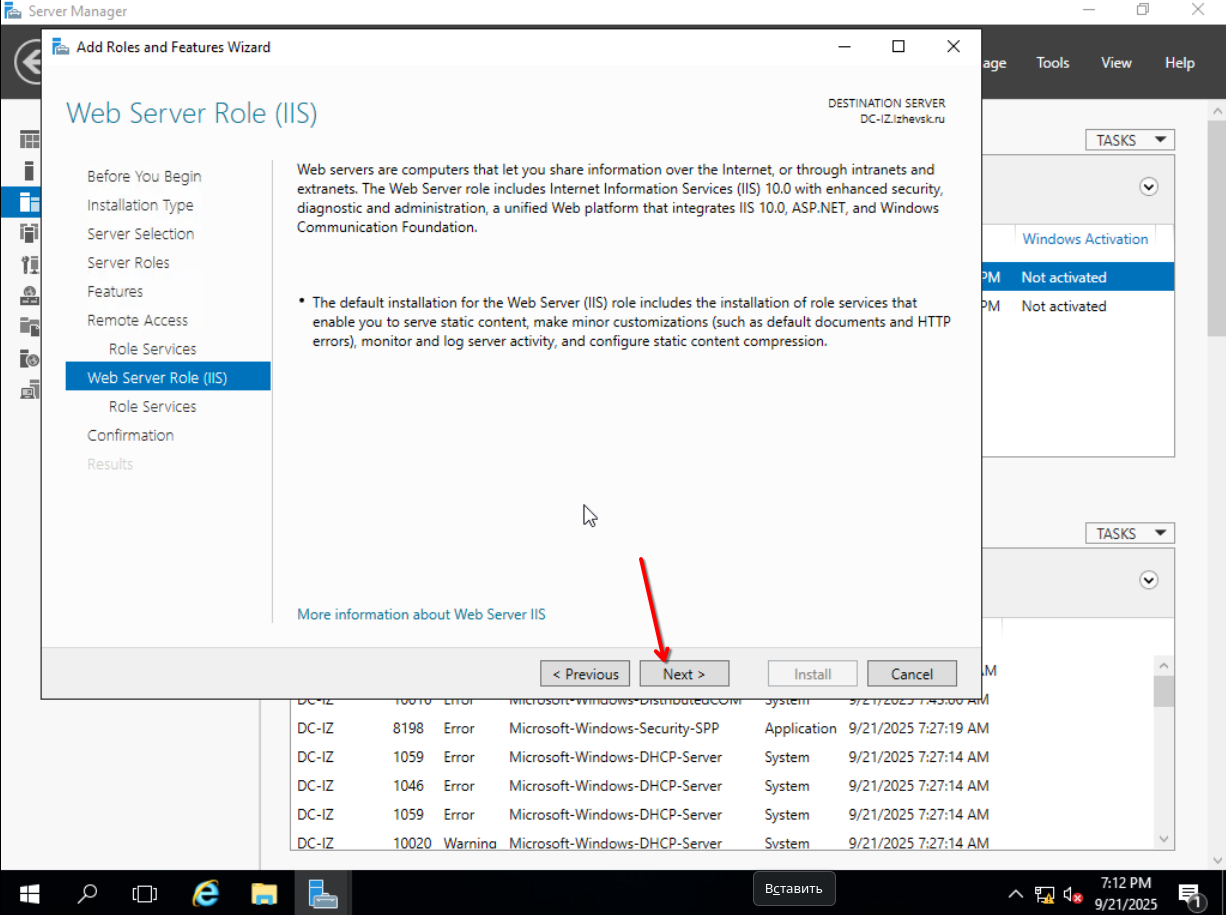 Server Manager
Add Roles and Features Wizard
age Tools View Help
Web Server Role (IIS)
DESTINATION SERVER
DC-IZ.Izhevsk.ru
Before You Begin
Installation Type
Server Selection
Server Roles
Features
Remote Access
Role Services
Web Server Role (IIS)
Role Services
Confirmation
Results
Web servers are computers that let you share information over the Internet, or through intranets and
extranets. The Web Server role includes Internet Information Services (IIS) 10.0 with enhanced security,
diagnostic and administration, a unified Web platform that integrates IIS 10.0, ASP.NET, and Windows
Communication Foundation.
• The default installation for the Web Server (IIS) role includes the installation of role services that
enable you to serve static content, make minor customizations (such as default documents and HTTP
errors), monitor and log server activity, and configure static content compression.
More information about Web Server IIS
< Previous Next > Install Cancel
TASKS
Windows Activation
PM Not activated
PM Not activated
TASKS
AM
DC-IZ 10010 Error Microsoft-Windows-DistributedCOM System 9/21/2025 7:45:00 AM
DC-IZ 8198 Error Microsoft-Windows-Security-SPP Application 9/21/2025 7:27:19 AM
DC-IZ 1059 Error Microsoft-Windows-DHCP-Server System 9/21/2025 7:27:14 AM
DC-IZ 1046 Error Microsoft-Windows-DHCP-Server System 9/21/2025 7:27:14 AM
DC-IZ 1059 Error Microsoft-Windows-DHCP-Server System 9/21/2025 7:27:14 AM
DC-IZ 10020 Warning Microsoft-Windows-DHCP-Server System 9/21/2025 7:27:14 AM
Вставить
7:12 PM
9/21/2025
1